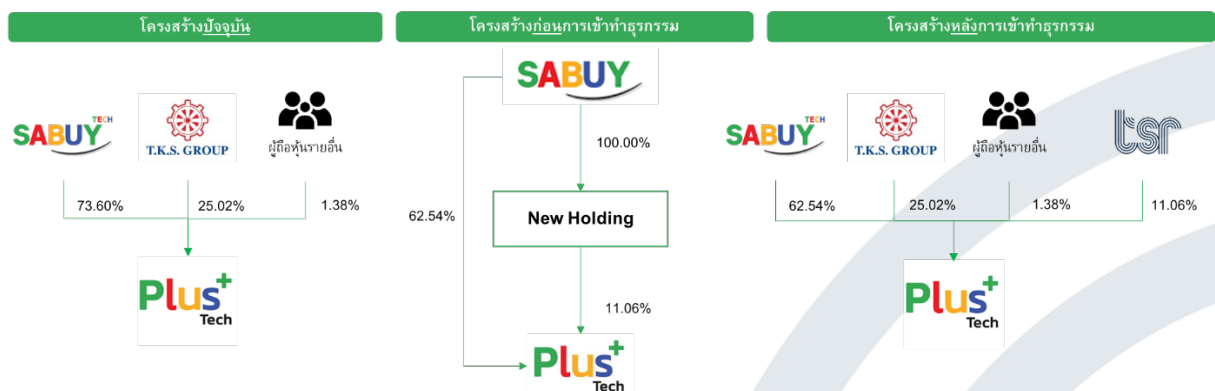 โครงสร้างปัจจุบัน
SABUY TECH
T.K.S. GROUP
ผู้ถือหุ้นรายอื่น
73.60%
25.02%
1.38%
Plus+
Tech
โครงสร้างก่อนการเข้าทำธุรกรรม
SABUY
100.00%
62.54%
New Holding
11.06%
Plus+
Tech
โครงสร้างหลังการเข้าทำธุรกรรม
SABUY TECH
T.K.S. GROUP
ผู้ถือหุ้นรายอื่น
tsr
62.54%
25.02%
1.38%
11.06%
Plus+
Tech